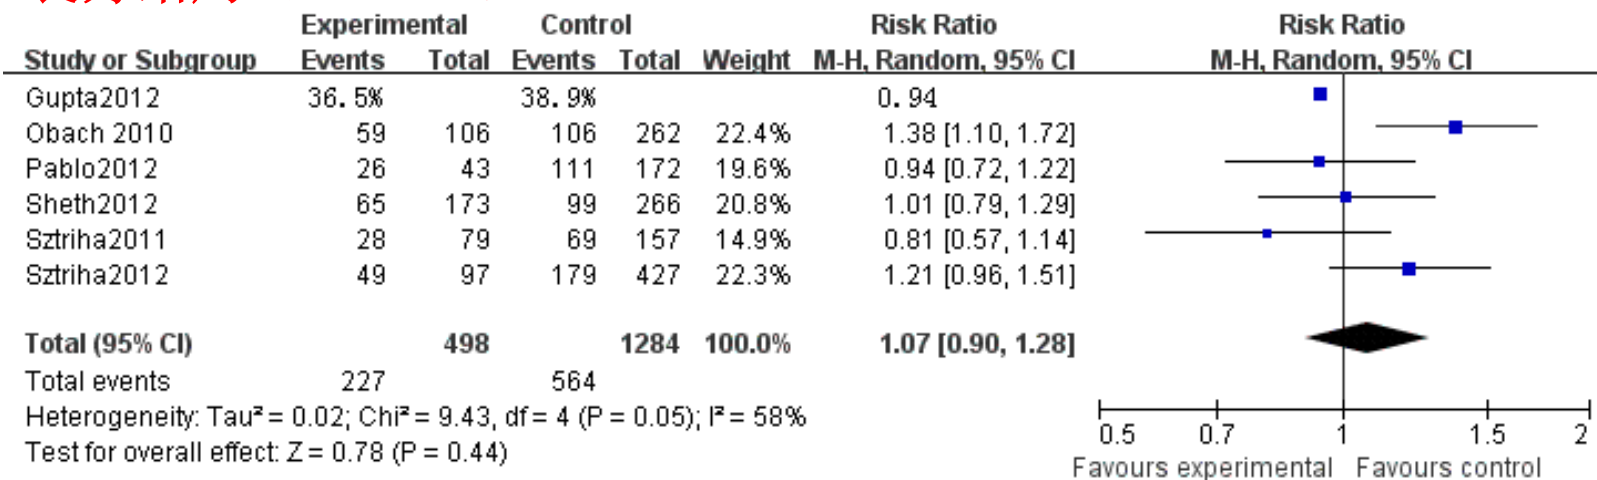 Experimental Control Risk Ratio Risk Ratio
Study or Subgroup Events Total Events Total Weight M-H, Random, 95% CI M-H, Random, 95% CI
Gupta2012 36.5% 38.9% 0.94
Obach 2010 59 106 106 262 22.4% 1.38 [1.10, 1.72]
Pablo2012 26 43 111 172 19.6% 0.94 [0.72, 1.22]
Sheth2012 65 173 99 266 20.8% 1.01 [0.79, 1.29]
Sztriha2011 28 79 69 157 14.9% 0.81 [0.57, 1.14]
Sztriha2012 49 97 179 427 22.3% 1.21 [0.96, 1.51]
Total (95% CI) 498 1284 100.0% 1.07 [0.90, 1.28]
Total events 227 564
Heterogeneity: Tau² = 0.02; Chi² = 9.43, df = 4 (P = 0.05); I² = 58%
Test for overall effect: Z = 0.78 (P = 0.44)
0.5 0.7 1 1.5 2
Favours experimental Favours control